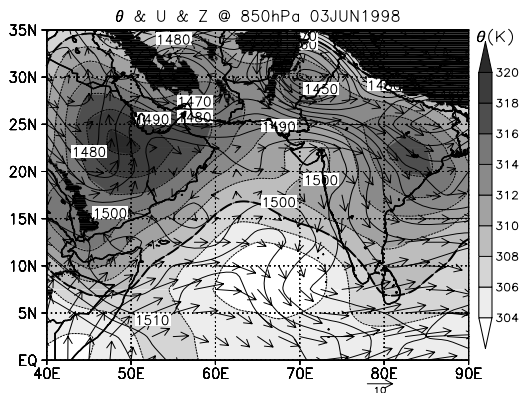 θ & U & Z @ 850hPa 03JUN1998
θ(K)
35N
30N
25N
20N
15N
10N
5N
EQ
1480
1450
1470
1490
1480
1490
1480
1500
1500
1500
1510
320
318
316
314
312
310
308
306
304
40E 50E 60E 70E 80E 90E
10